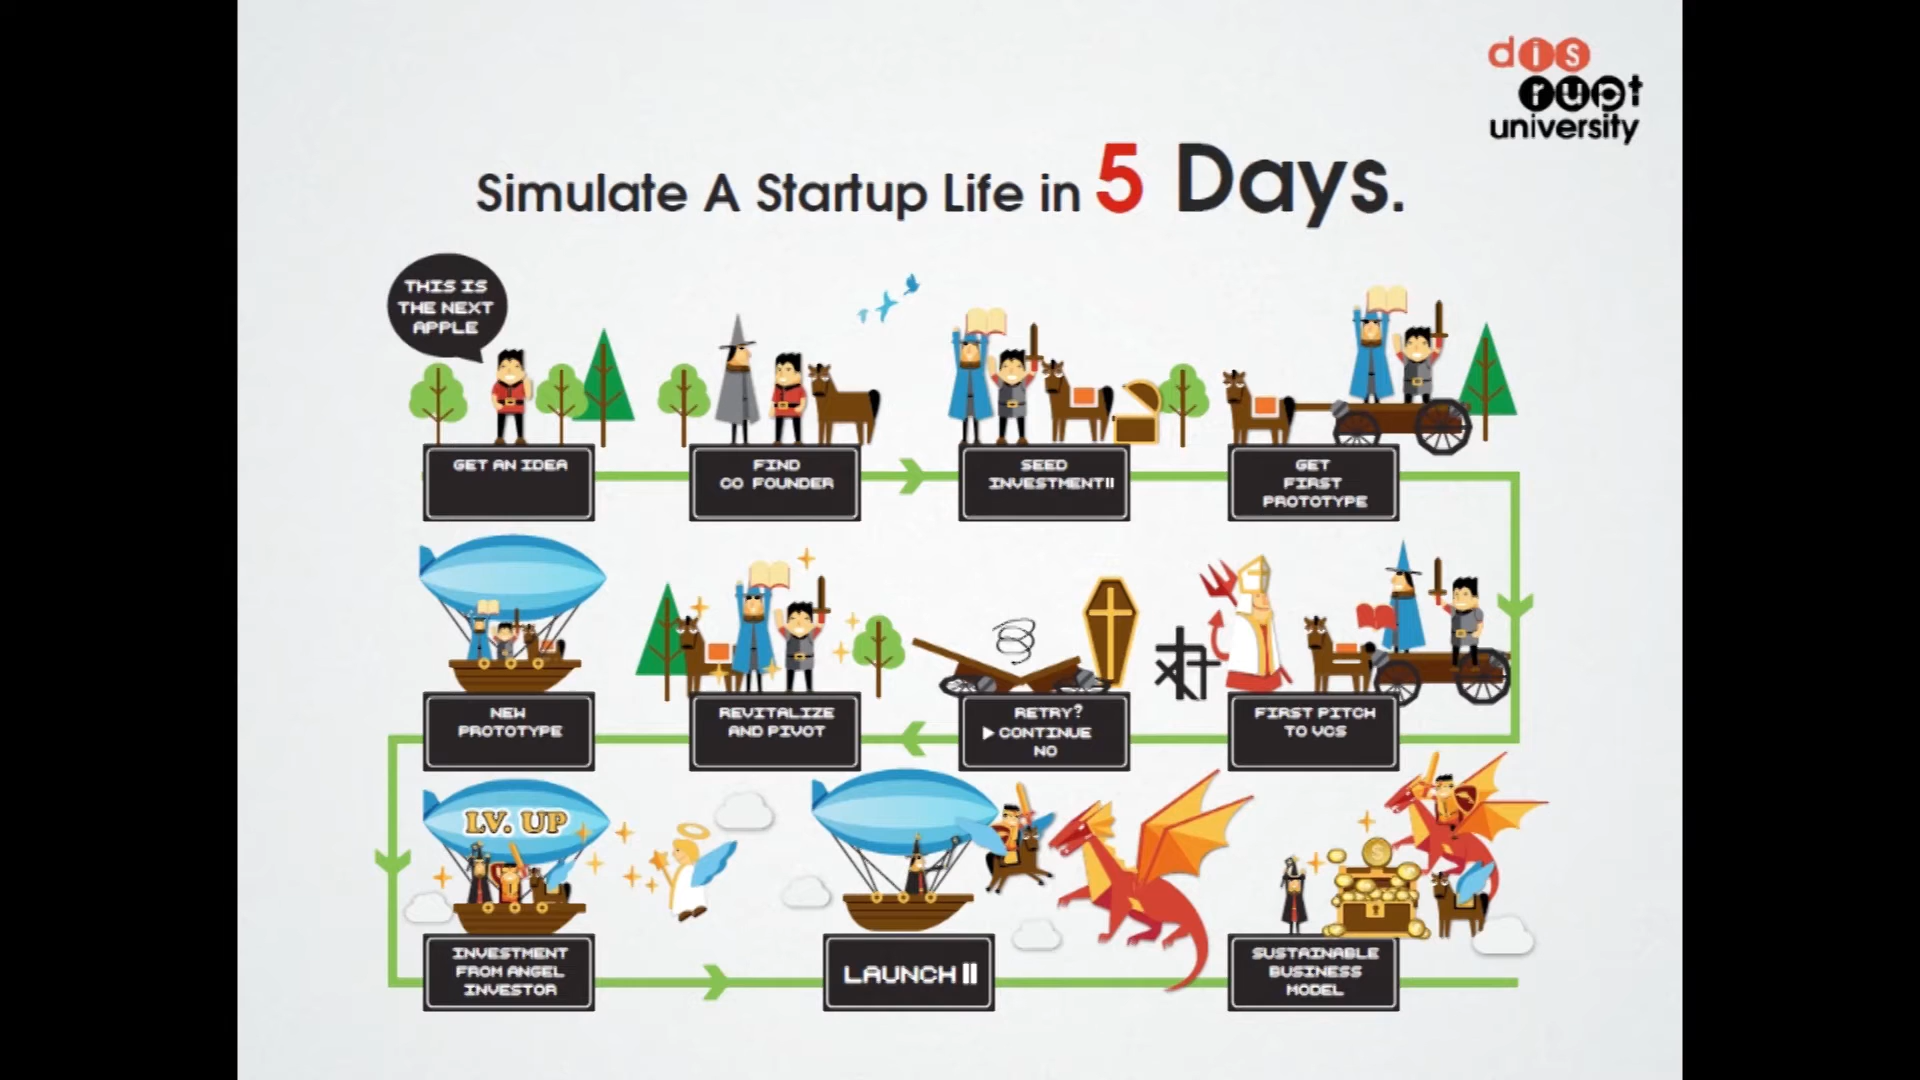 dis
rupt
university
Simulate A Startup Life in 5 Days.
THIS IS
THE NEXT
APPLE
GET AN IDEA
FIND
CO FOUNDER
SEED
INVESTMENT!!
GET
FIRST
PROTOTYPE
NEW
PROTOTYPE
REVITALIZE
AND PIVOT
RETRY?
▶ CONTINUE
NO
FIRST PITCH
TO VCS
LV. UP
$
INVESTMENT
FROM ANGEL
INVESTOR
LAUNCH!!
SUSTAINABLE
BUSINESS
MODEL